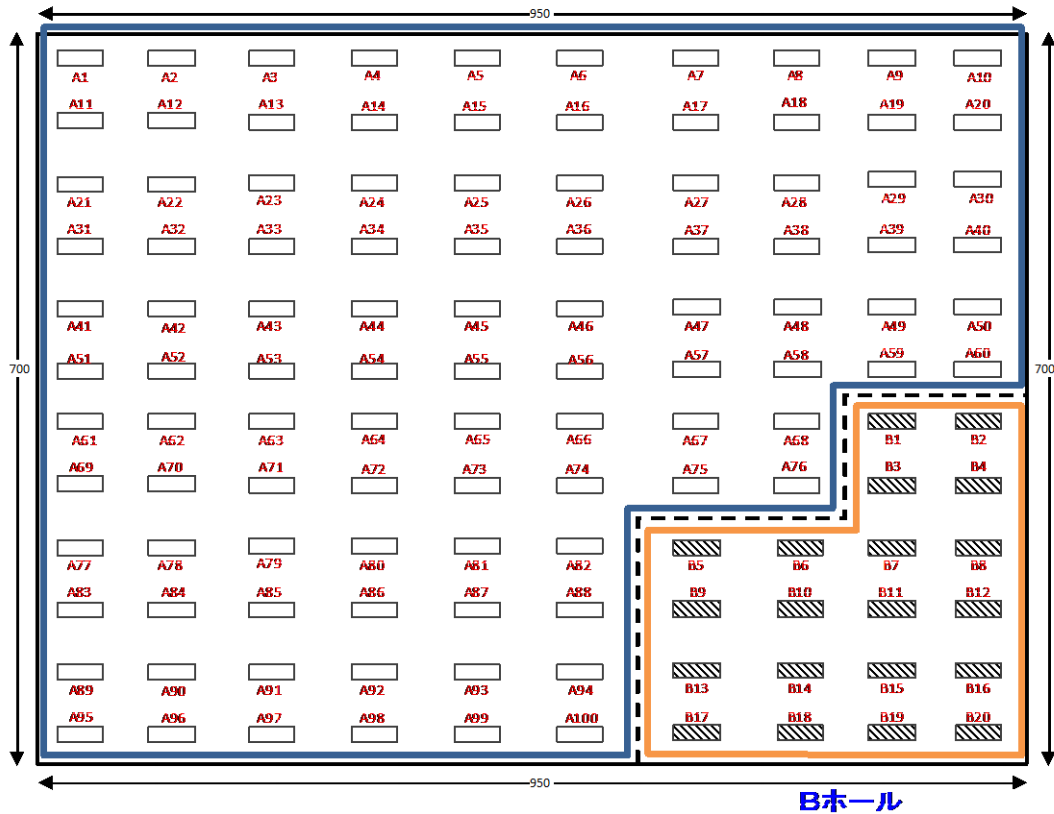 950
A1 A2 A3 A4 A5 A6 A7 A8 A9 A10
A11 A12 A13 A14 A15 A16 A17 A18 A19 A20
A21 A22 A23 A24 A25 A26 A27 A28 A29 A30
A31 A32 A33 A34 A35 A36 A37 A38 A39 A40
A41 A42 A43 A44 A45 A46 A47 A48 A49 A50
A51 A52 A53 A54 A55 A56 A57 A58 A59 A60
700 700
A61 A62 A63 A64 A65 A66 A67 A68 B1 B2
A69 A70 A71 A72 A73 A74 A75 A76 B3 B4
A77 A78 A79 A80 A81 A82 B5 B6 B7 B8
A83 A84 A85 A86 A87 A88 B9 B10 B11 B12
A89 A90 A91 A92 A93 A94 B13 B14 B15 B16
A95 A96 A97 A98 A99 A100 B17 B18 B19 B20
950
Bホール